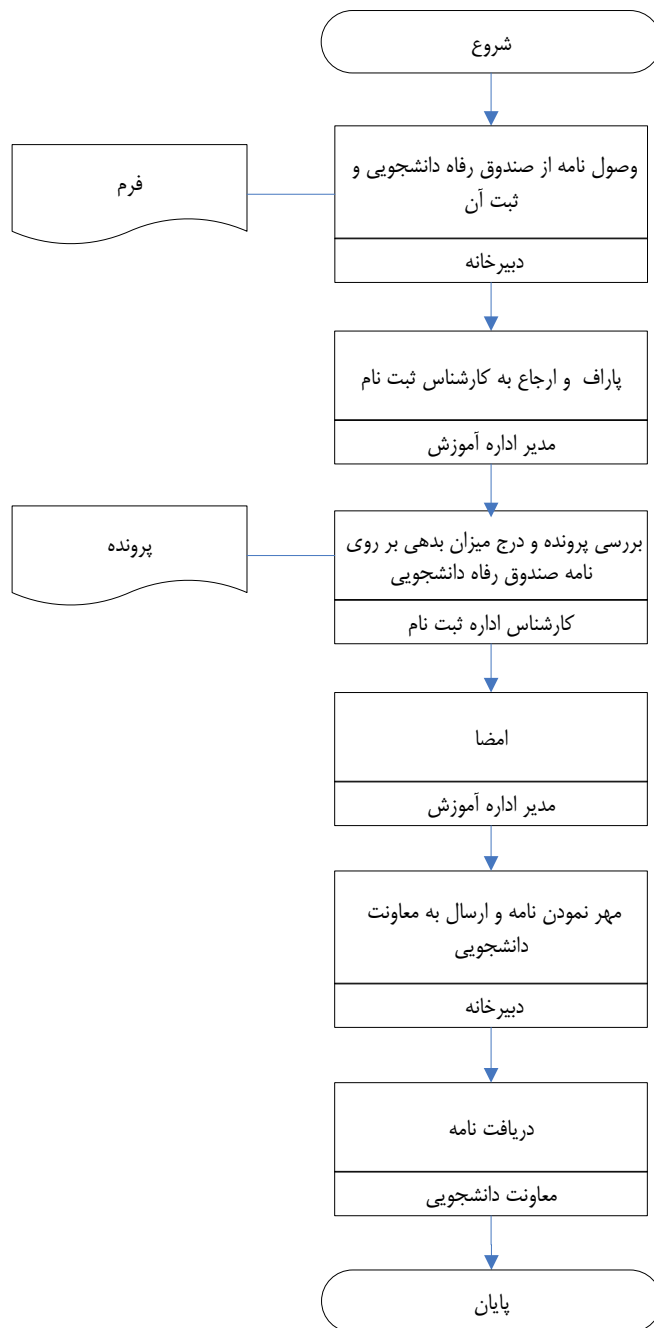 شروع
وصول نامه از صندوق رفاه دانشجویی و
ثبت آن
فرم
دبیرخانه
پاراف و ارجاع به کارشناس ثبت نام
مدیر اداره آموزش
بررسی پرونده و درج میزان بدهی بر روی
نامه صندوق رفاه دانشجویی
پرونده
کارشناس اداره ثبت نام
امضا
مدیر اداره آموزش
مهر نمودن نامه و ارسال به معاونت
دانشجویی
دبیرخانه
دریافت نامه
معاونت دانشجویی
پایان